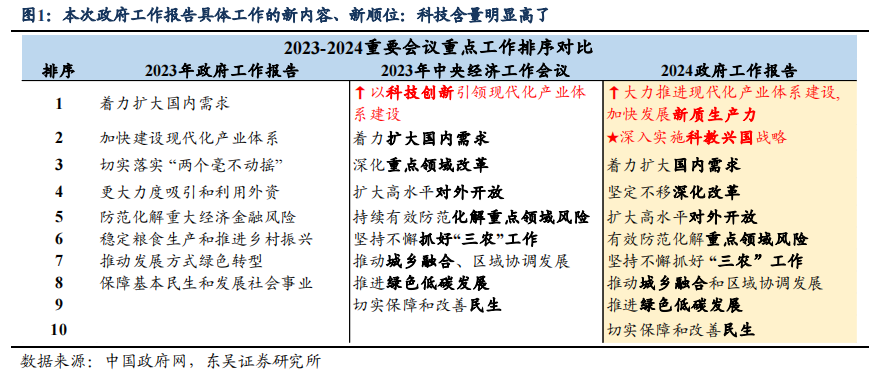 图1：本次政府工作报告具体工作的新内容、新顺位：科技含量明显高了
2023-2024重要会议重点工作排序对比
排序 2023年政府工作报告 2023年中央经济工作会议 2024政府工作报告
1 着力扩大国内需求 ↑以科技创新引领现代化产业体系建设 ↑大力推进现代化产业体系建设,加快发展新质生产力
2 加快建设现代化产业体系 着力扩大国内需求 ★深入实施科教兴国战略
3 切实落实“两个毫不动摇” 深化重点领域改革 着力扩大国内需求
4 更大力度吸引和利用外资 扩大高水平对外开放 坚定不移深化改革
5 防范化解重大经济金融风险 持续有效防范化解重点领域风险 扩大高水平对外开放
6 稳定粮食生产和推进乡村振兴 坚持不懈抓好“三农”工作 有效防范化解重点领域风险
7 推动发展方式绿色转型 推动城乡融合、区域协调发展 坚持不懈抓好“三农”工作
8 保障基本民生和发展社会事业 推进绿色低碳发展 推动城乡融合和区域协调发展
9 切实保障和改善民生 推进绿色低碳发展
10 切实保障和改善民生
数据来源：中国政府网，东吴证券研究所